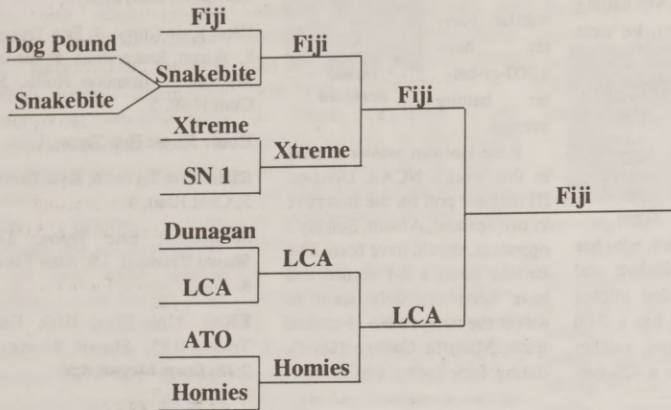 Fiji
Dog Pound
Fiji
Snakebite
Snakebite
Fiji
Xtreme
Xtreme
SN 1
Fiji
Dunagan
LCA
LCA
LCA
ATO
Homies
Homies